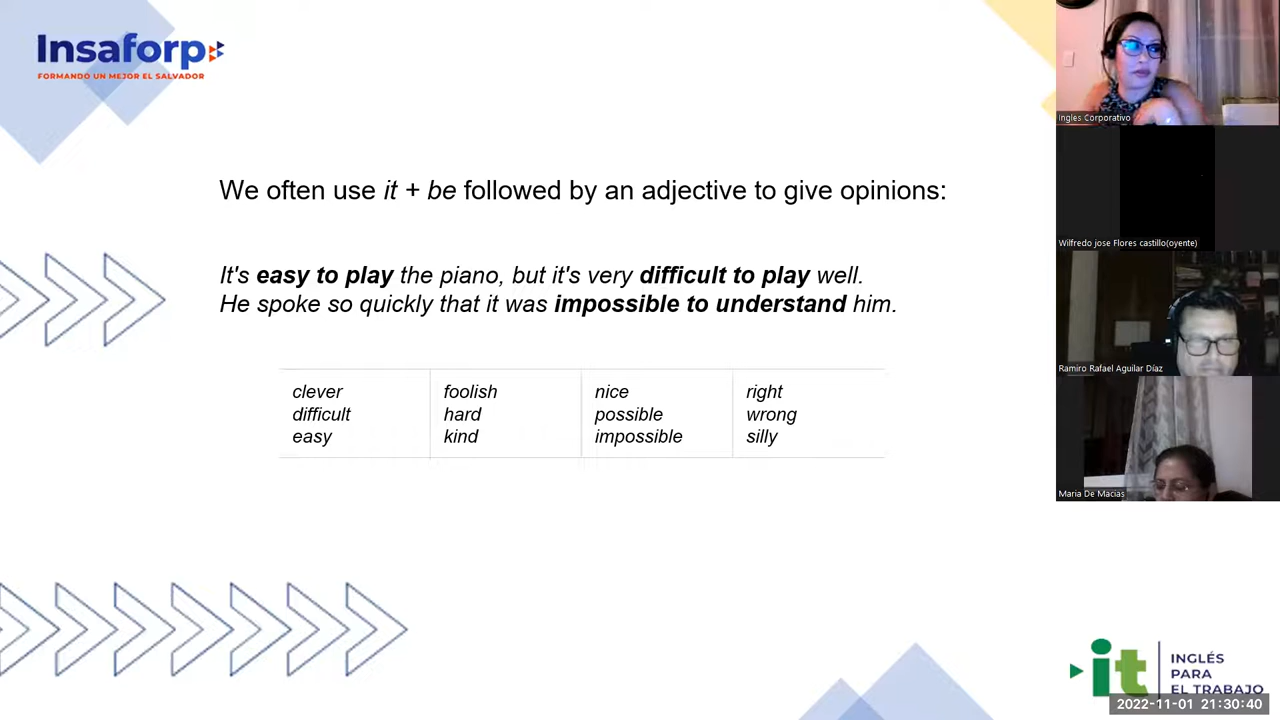 Insaforp
FORMANDO UN MEJOR EL SALVADOR
We often use it + be followed by an adjective to give opinions:
It's easy to play the piano, but it's very difficult to play well.
He spoke so quickly that it was impossible to understand him.
clever foolish nice right
difficult hard possible wrong
easy kind impossible silly
Ingles Corporativo
Wilfredo jose Flores castillo(oyente)
Ramiro Rafael Aguilar Díaz
Maria De Macias
it
INGLÉS
PARA
EL TRABAJO
2022-11-01 21:30:40